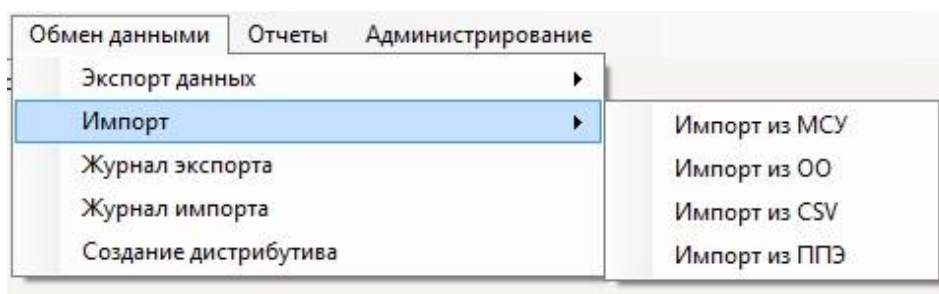 Обмен данными Отчеты Администрирование
Экспорт данных
Импорт
Журнал экспорта
Журнал импорта
Создание дистрибутива
Импорт из МСУ
Импорт из ОО
Импорт из CSV
Импорт из ППЭ